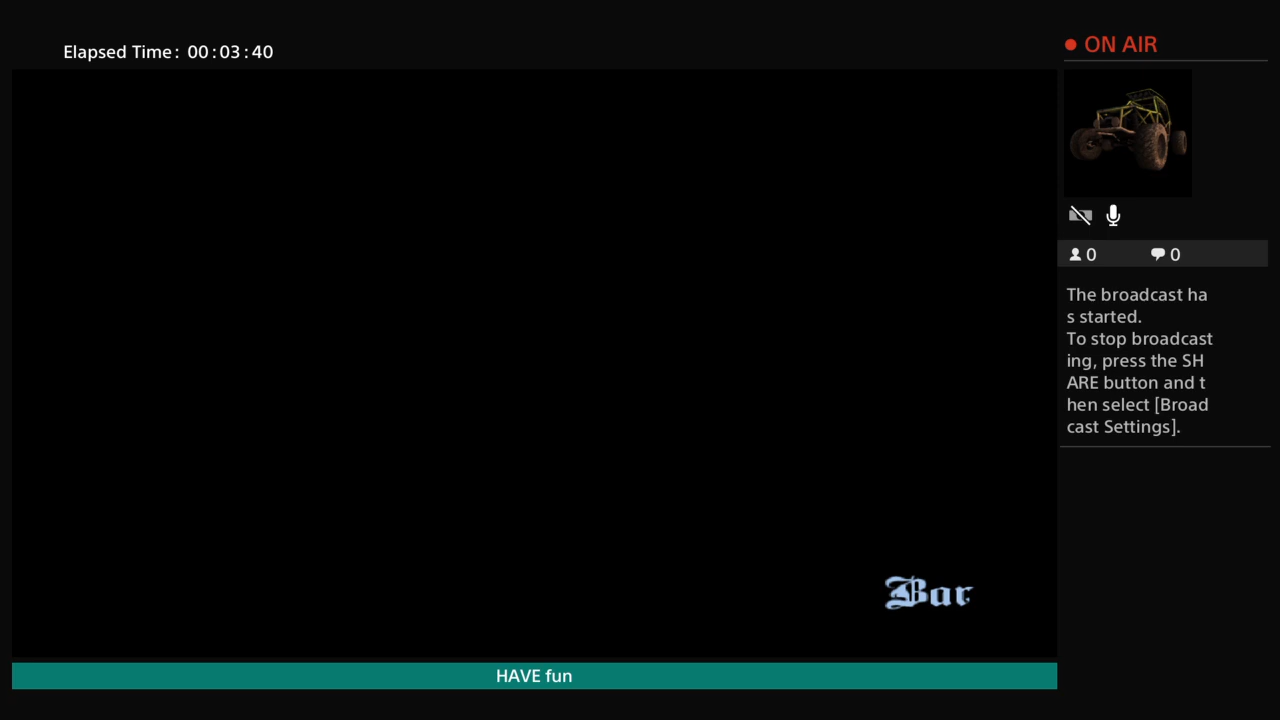 Elapsed Time: 00:03:40
ON AIR
0 0
The broadcast ha
s started.
To stop broadcast
ing, press the SH
ARE button and t
hen select [Broad
cast Settings].
Bar
HAVE fun